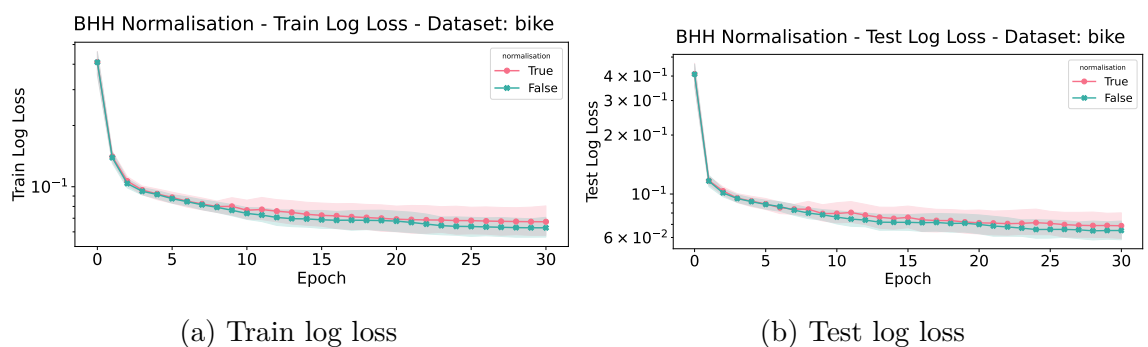 BHH Normalisation - Train Log Loss - Dataset: bike
Train Log Loss
10⁻¹
normalisation
True
False
0 5 10 15 20 25 30
Epoch
(a) Train log loss
BHH Normalisation - Test Log Loss - Dataset: bike
Test Log Loss
4 × 10⁻¹
3 × 10⁻¹
2 × 10⁻¹
10⁻¹
6 × 10⁻²
normalisation
True
False
0 5 10 15 20 25 30
Epoch
(b) Test log loss